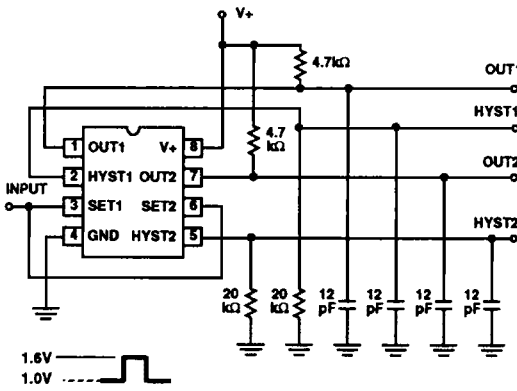 V+
4.7kΩ
OUT1
HYST1
4.7
kΩ
1 OUT1 V+ 8
2 HYST1 OUT2 7
OUT2
INPUT
3 SET1 SET2 6
4 GND HYST2 5
HYST2
20
kΩ
20
kΩ
12
pF
12
pF
12
pF
12
pF
1.6V
1.0V